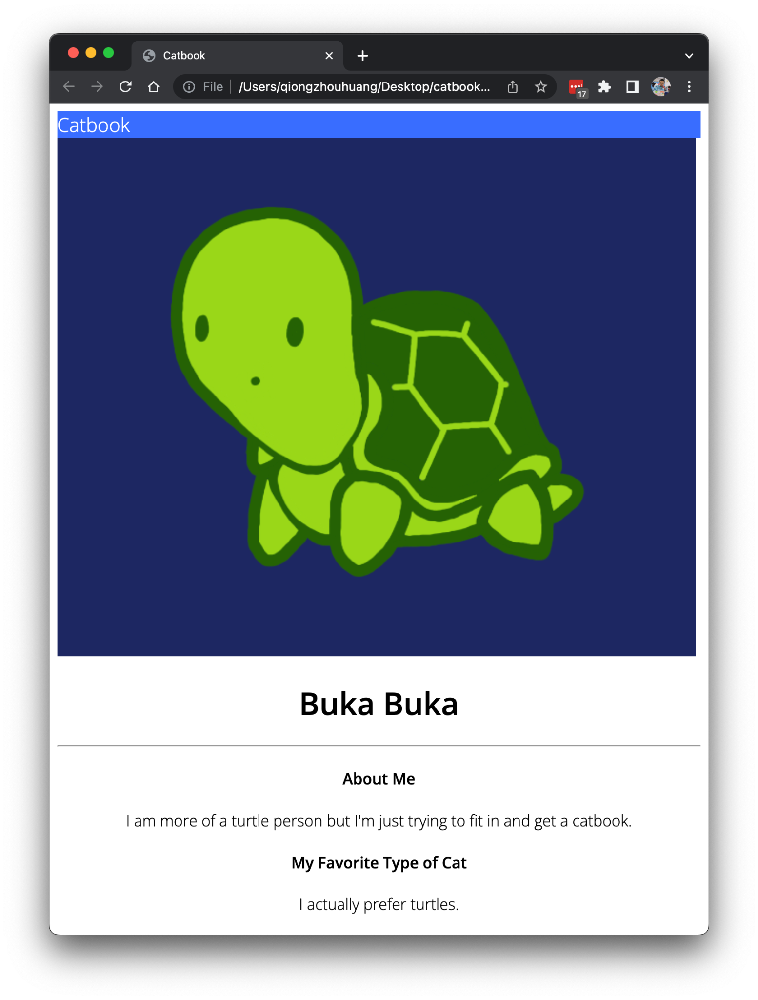 Catbook
File /Users/qiongzhouhuang/Desktop/catbook...
17
Catbook
Buka Buka
About Me
I am more of a turtle person but I'm just trying to fit in and get a catbook.
My Favorite Type of Cat
I actually prefer turtles.